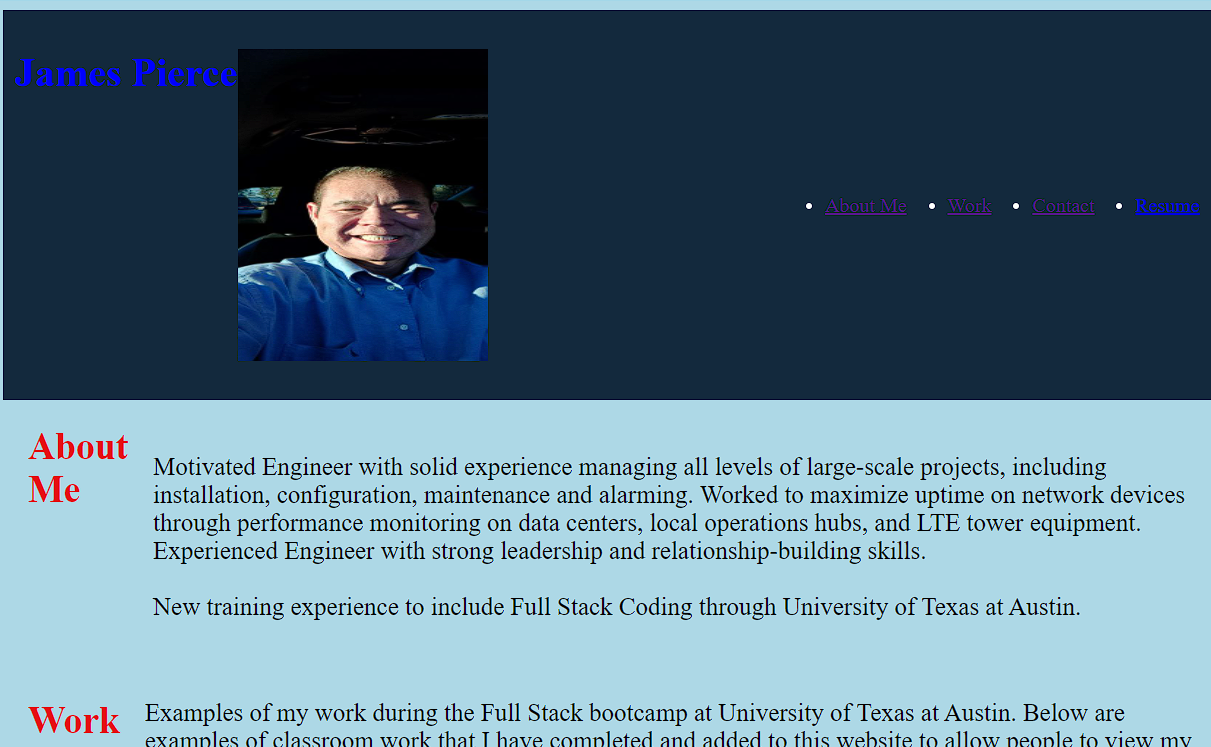 James Pierce
About Me
Work
Contact
Resume
About
Me
Motivated Engineer with solid experience managing all levels of large-scale projects, including
installation, configuration, maintenance and alarming. Worked to maximize uptime on network devices
through performance monitoring on data centers, local operations hubs, and LTE tower equipment.
Experienced Engineer with strong leadership and relationship-building skills.
New training experience to include Full Stack Coding through University of Texas at Austin.
Work
Examples of my work during the Full Stack bootcamp at University of Texas at Austin. Below are
examples of classroom work that I have completed and added to this website to allow people to view my